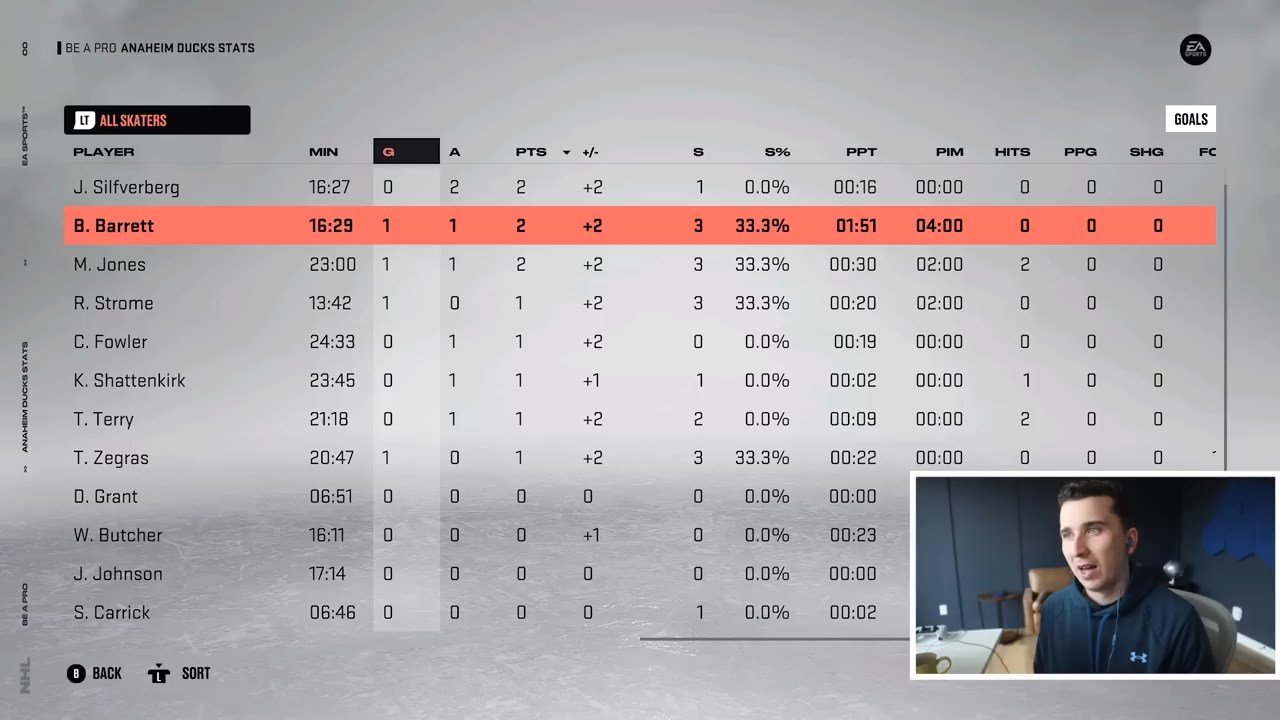 BE A PRO ANAHEIM DUCKS STATS
EA SPORTS
EA SPORTS™
ANAHEIM DUCKS STATS
BE A PRO
NHL
LT ALL SKATERS
GOALS
PLAYER MIN G A PTS +/- S S% PPT PIM HITS PPG SHG
J. Silfverberg 16:27 0 2 2 +2 1 0.0% 00:16 00:00 0 0 0
B. Barrett 16:29 1 1 2 +2 3 33.3% 01:51 04:00 0 0 0
M. Jones 23:00 1 1 2 +2 3 33.3% 00:30 02:00 2 0 0
R. Strome 13:42 1 0 1 +2 3 33.3% 00:20 02:00 0 0 0
C. Fowler 24:33 0 1 1 +2 0 0.0% 00:19 00:00 0 0 0
K. Shattenkirk 23:45 0 1 1 +1 1 0.0% 00:02 00:00 1 0 0
T. Terry 21:18 0 1 1 +2 2 0.0% 00:09 00:00 2 0 0
T. Zegras 20:47 1 0 1 +2 3 33.3% 00:22 00:00 0 0 0
D. Grant 06:51 0 0 0 0 0 0.0% 00:00
W. Butcher 16:11 0 0 0 +1 0 0.0% 00:23
J. Johnson 17:14 0 0 0 0 0 0.0% 00:00
S. Carrick 06:46 0 0 0 0 1 0.0% 00:02
B BACK L SORT